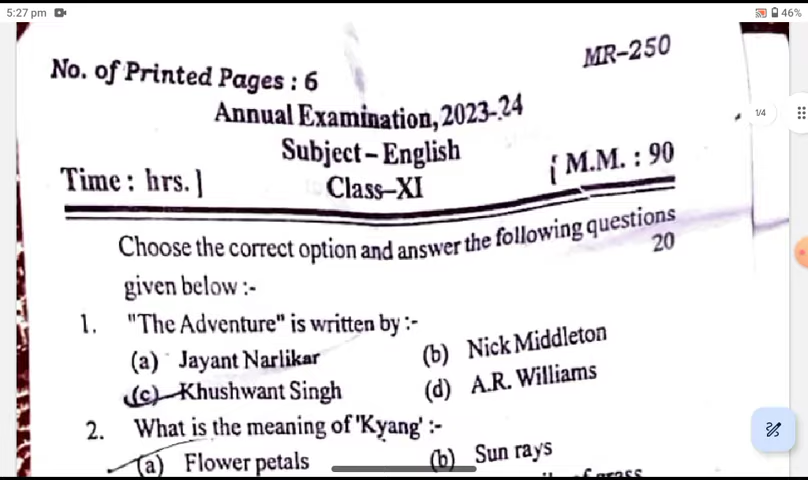 5:27 pm
46%
MR-250
No. of Printed Pages : 6
Annual Examination, 2023-24
1/4
Subject - English
Time : hrs. ]
[ M.M. : 90
Class-XI
Choose the correct option and answer the following questions
20
given below :-
1. "The Adventure" is written by :-
(a) Jayant Narlikar
(b) Nick Middleton
(c) Khushwant Singh
(d) A.R. Williams
2. What is the meaning of 'Kyang' :-
(a) Flower petals
(b) Sun rays
of grass